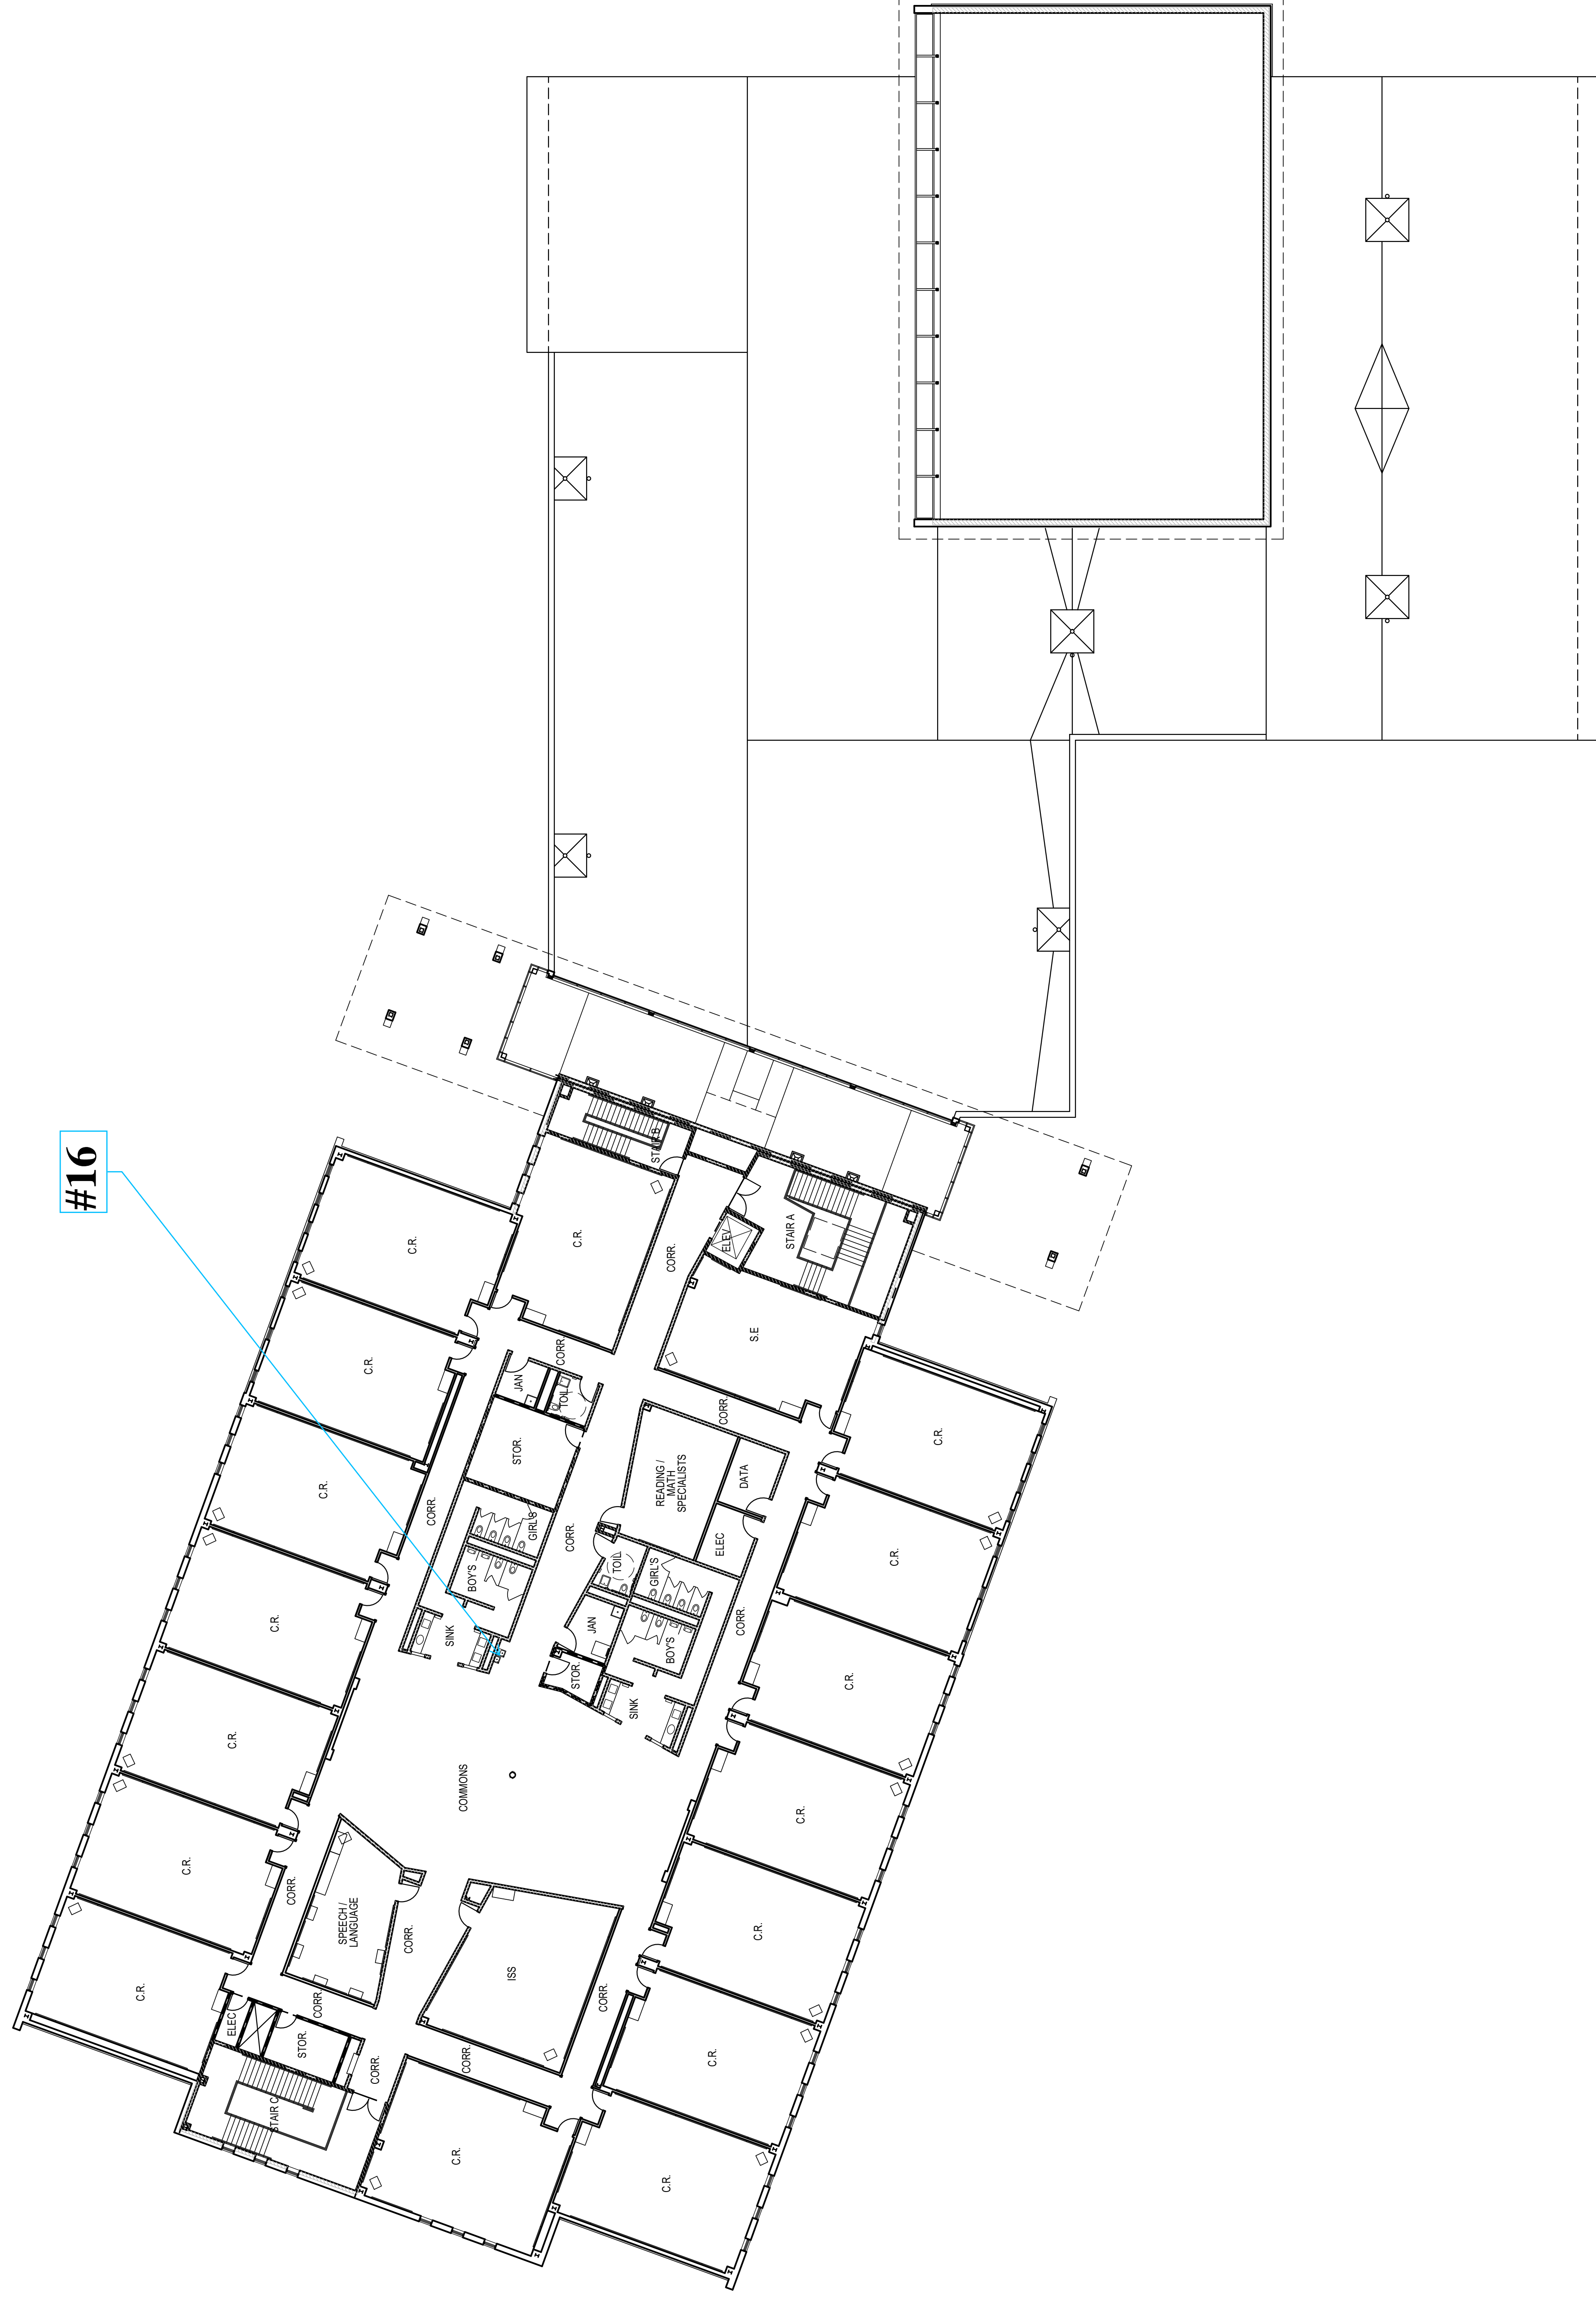 #16
STAIR B
C.R.
C.R.
ELEV.
STAIR A
CORR.
C.R.
CORR.
S.E
JAN
TOIL
CORR.
C.R.
C.R.
STOR.
READING /
MATH
SPECIALISTS
DATA
CORR.
GIRL'S
CORR.
ELEC
C.R.
BOY'S
TOIL
GIRL'S
C.R.
SINK
JAN
CORR.
BOY'S
STOR.
C.R.
SINK
C.R.
COMMONS
C.R.
C.R.
CORR.
SPEECH /
LANGUAGE
CORR.
C.R.
ISS
C.R.
CORR.
CORR.
ELEC
STOR.
CORR.
C.R.
CORR.
STAIR C
C.R.
C.R.